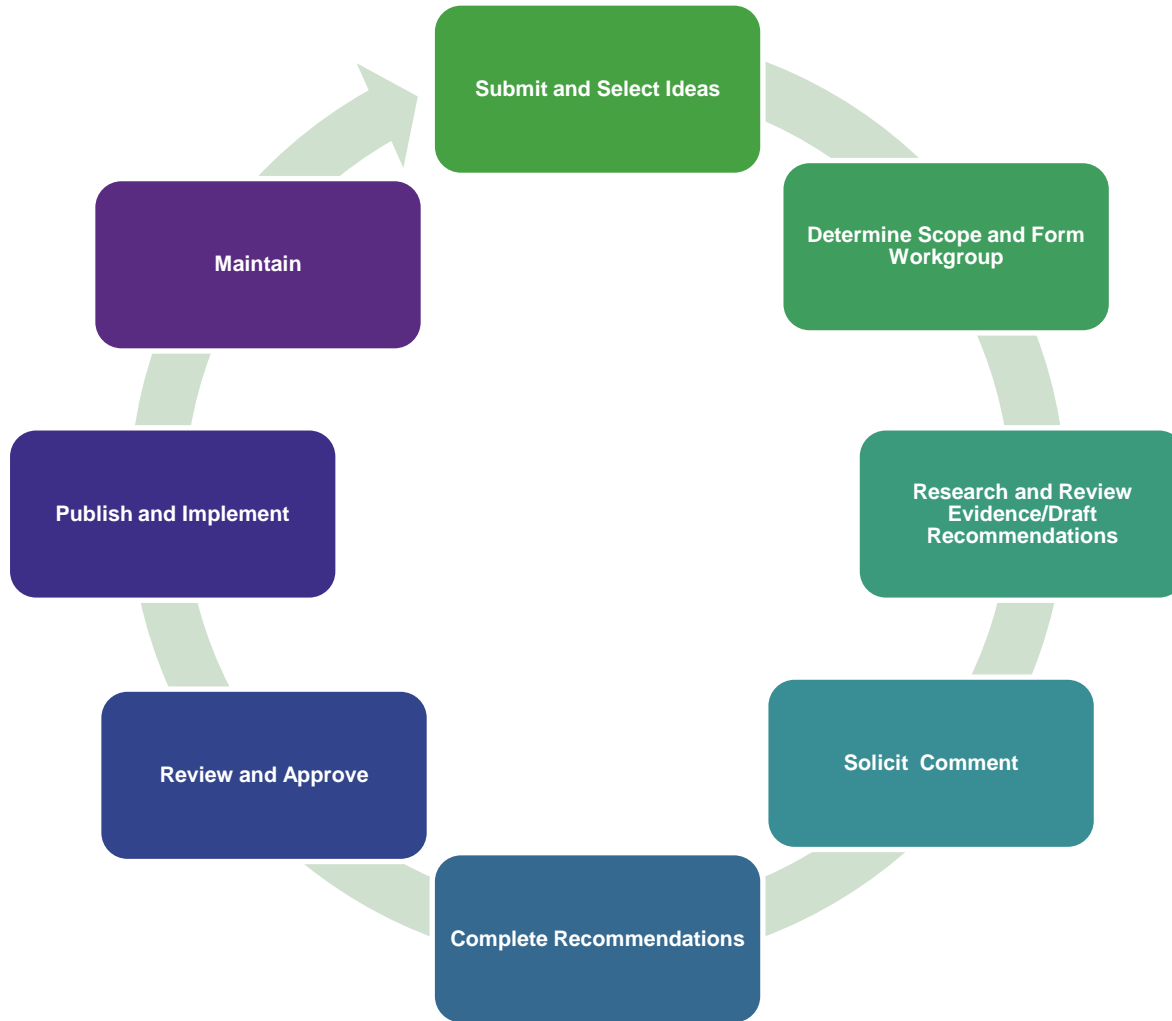 Submit and Select Ideas
Determine Scope and Form
Workgroup
Research and Review
Evidence/Draft
Recommendations
Solicit  Comment
Complete Recommendations
Review and Approve
Publish and Implement
Maintain